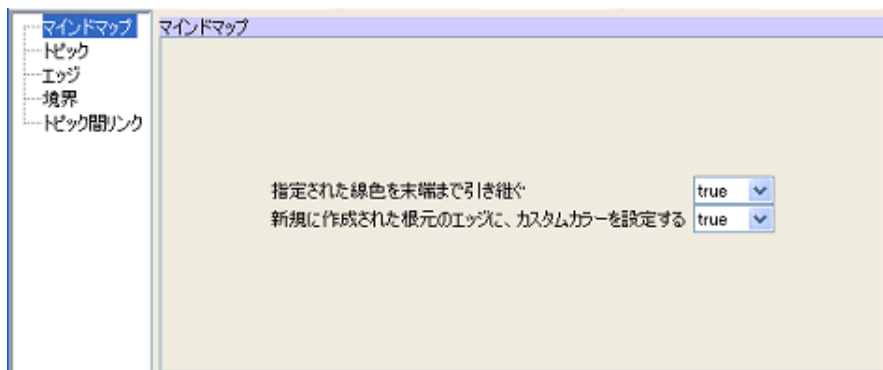 マインドマップ
トピック
エッジ
境界
トピック間リンク
マインドマップ
指定された線色を末端まで引き継ぐ true
新規に作成された根元のエッジに、カスタムカラーを設定する true